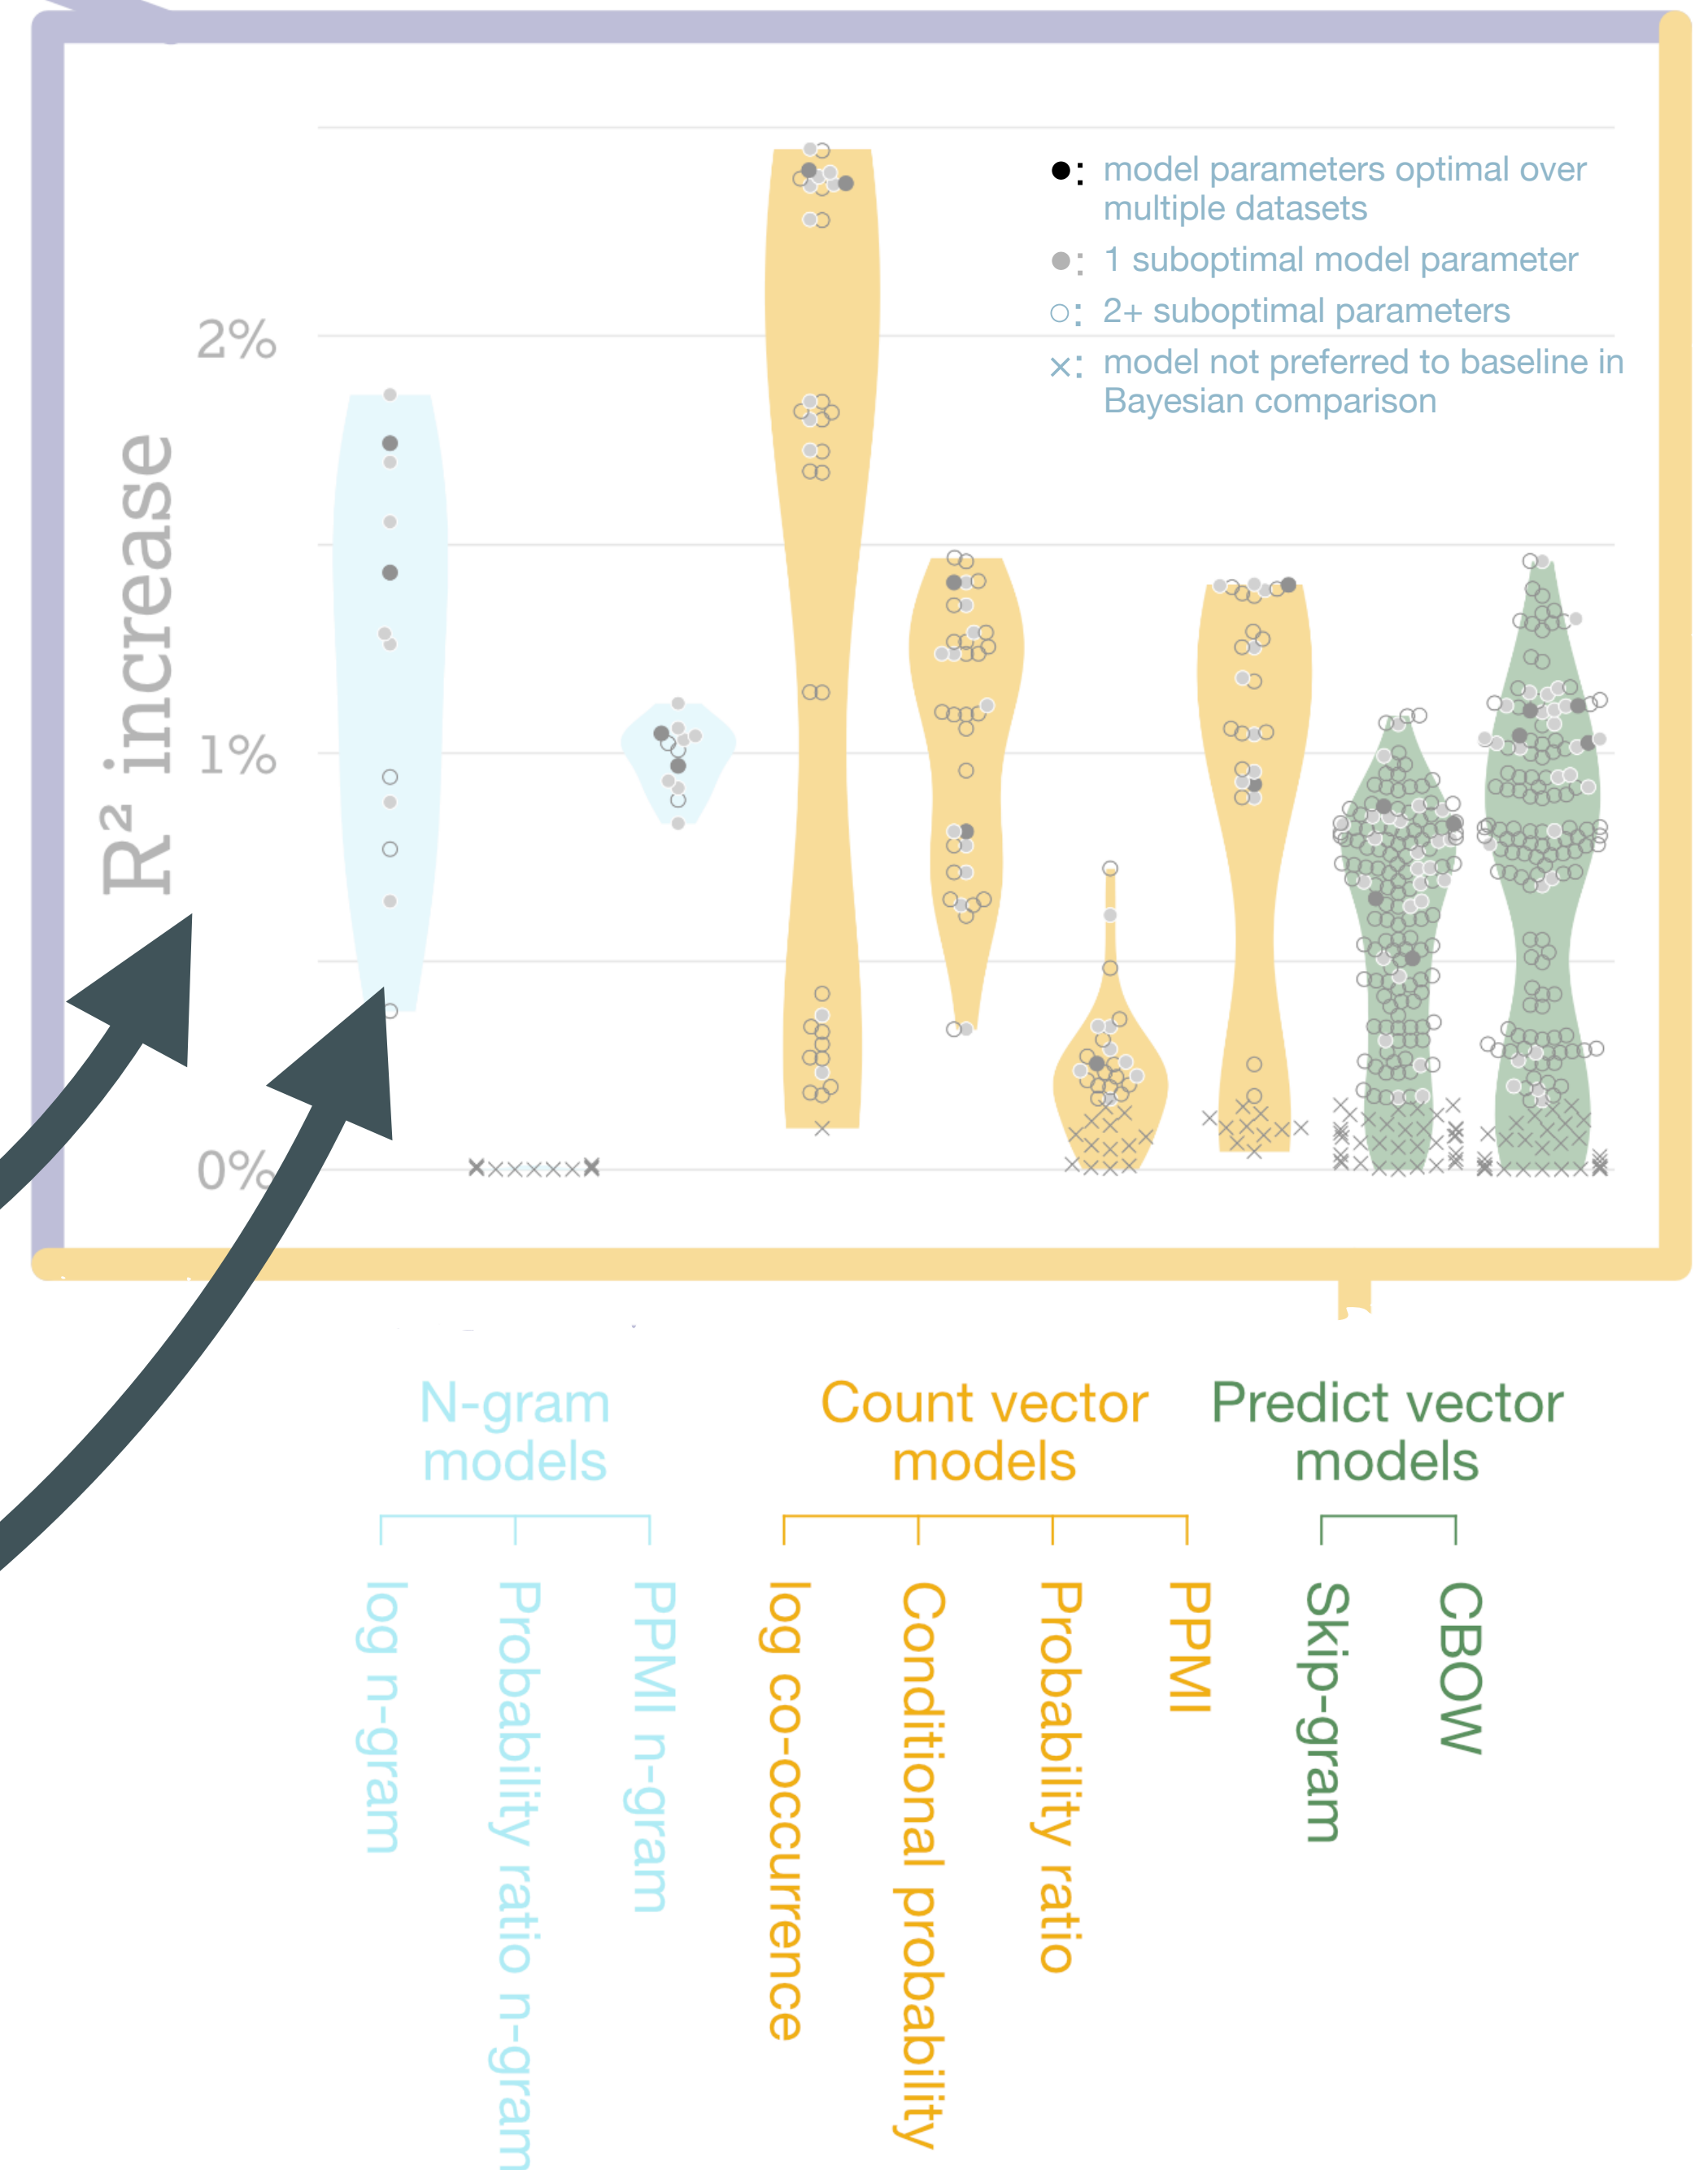 ●: model parameters optimal over
multiple datasets
●: 1 suboptimal model parameter
○: 2+ suboptimal parameters
×: model not preferred to baseline in
Bayesian comparison
R² increase
2%
1%
0%
N-gram
models
Count vector
models
Predict vector
models
log n-gram
Probability ratio n-gram
PPMI n-gram
log co-occurrence
Conditional probability
Probability ratio
PPMI
Skip-gram
CBOW